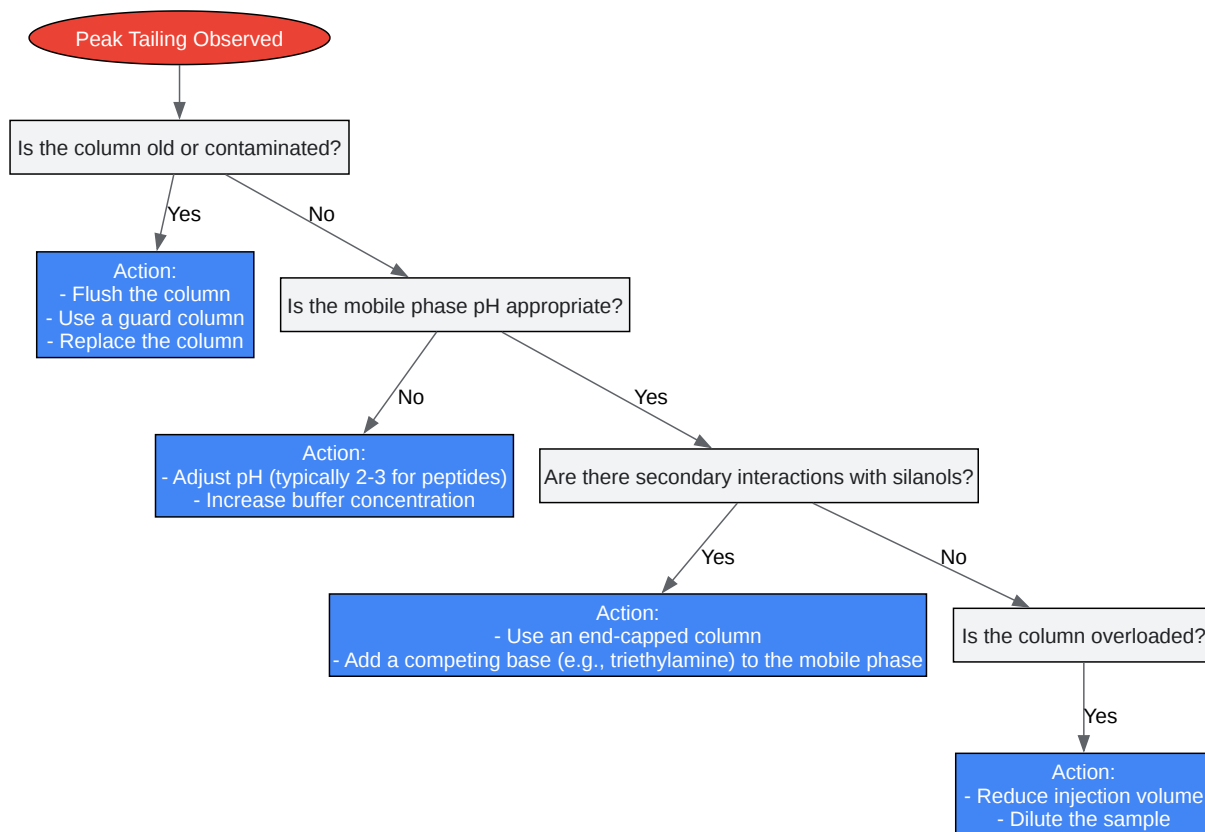 Peak Tailing Observed
Is the column old or contaminated?
Yes
No
Action:
- Flush the column
- Use a guard column
- Replace the column
Is the mobile phase pH appropriate?
No
Yes
Action:
- Adjust pH (typically 2-3 for peptides)
- Increase buffer concentration
Are there secondary interactions with silanols?
Yes
No
Action:
- Use an end-capped column
- Add a competing base (e.g., triethylamine) to the mobile phase
Is the column overloaded?
Yes
Action:
- Reduce injection volume
- Dilute the sample